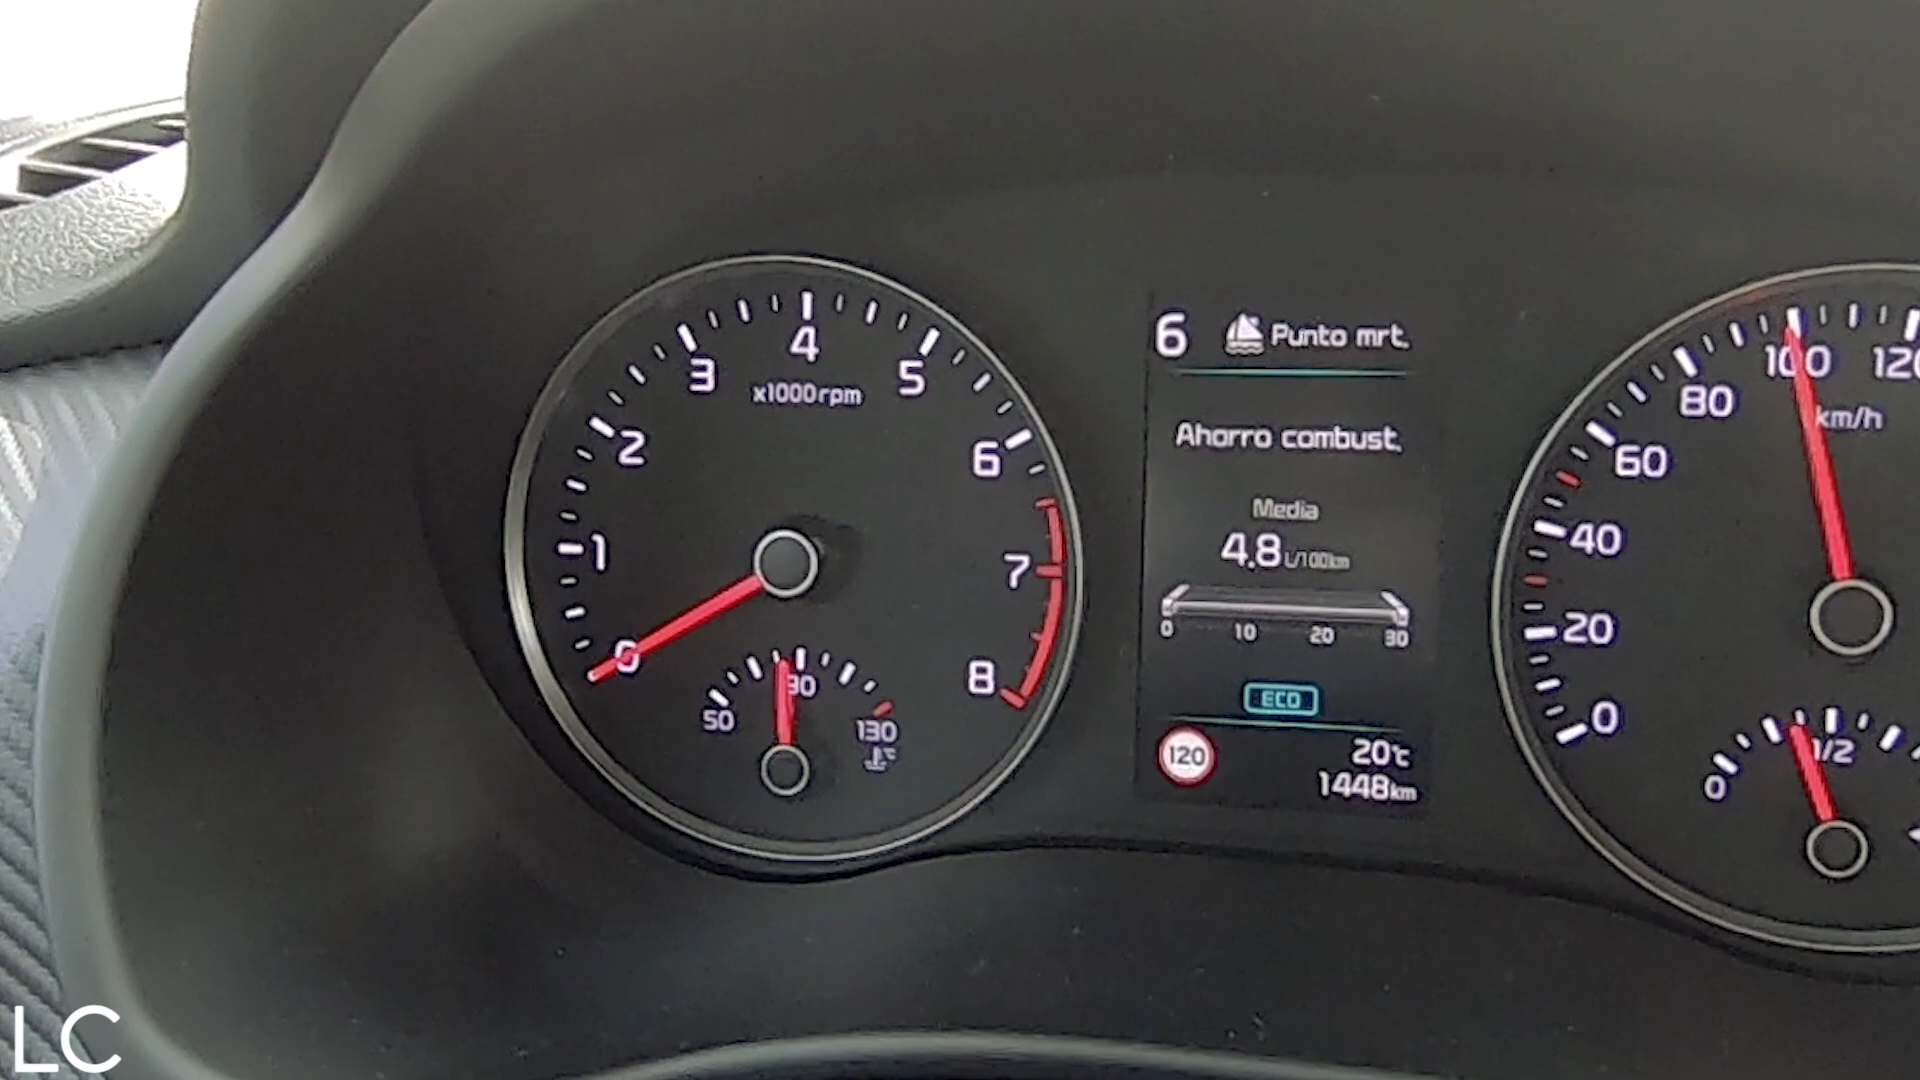 0
1
2
3
4
5
6
7
8
x1000rpm
50
90
130
°C
6 Punto mrt.
Ahorro combust.
Media
4.8 L/100km
0 10 20 30
ECO
120
20°C
1448km
0
20
40
60
80
100
120
km/h
0
1/2
LC